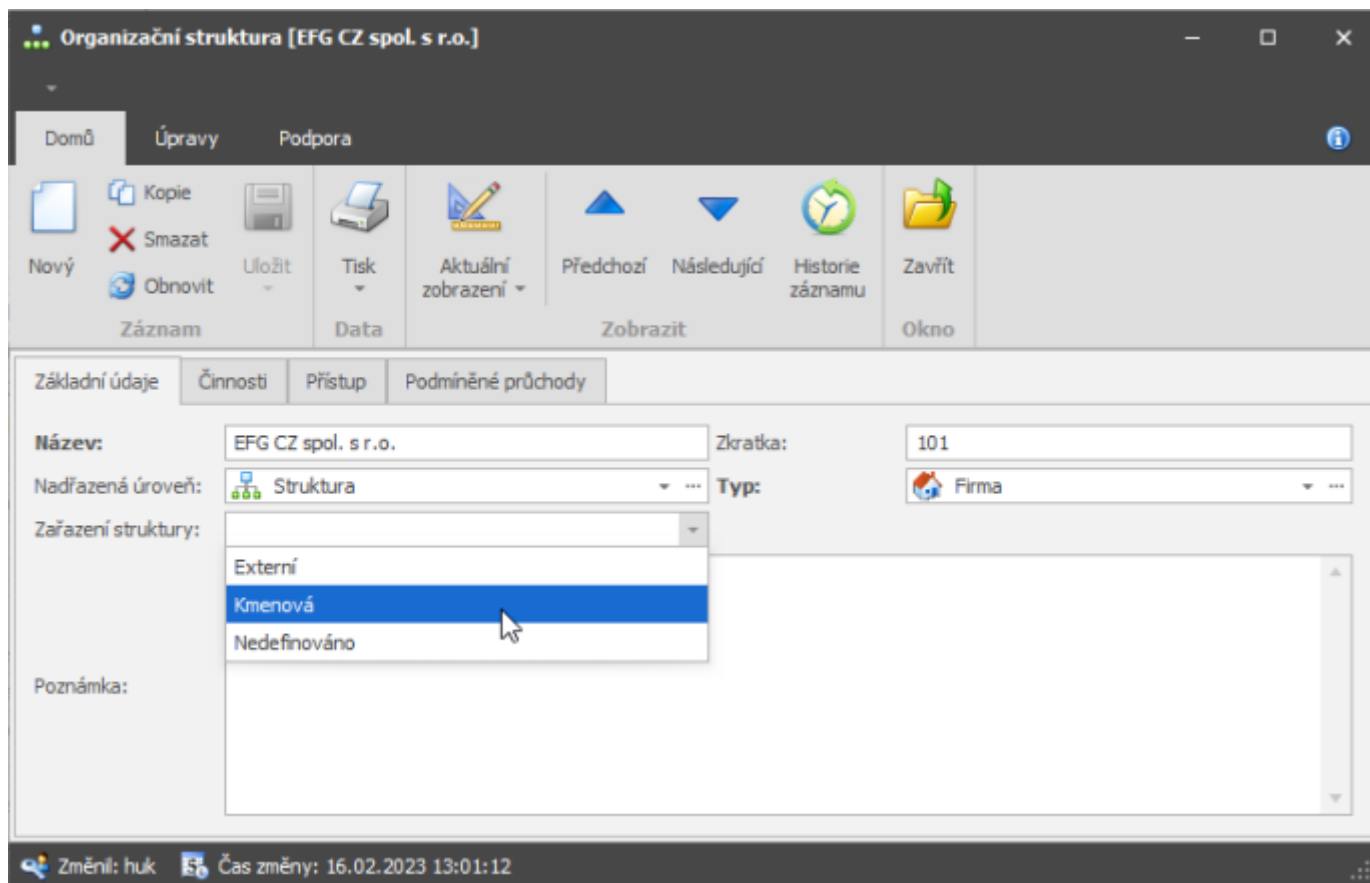 Organizační struktura [EFG CZ spol. s r.o.]
Domů Úpravy Podpora
Nový
Kopie
Smazat
Obnovit
Uložit
Záznam
Tisk
Data
Aktuální
zobrazení
Předchozí
Následující
Historie
záznamu
Zobrazit
Zavřít
Okno
Základní údaje Činnosti Přístup Podmíněné průchody
Název: EFG CZ spol. s r.o. Zkratka: 101
Nadřazená úroveň: Struktura Typ: Firma
Zařazení struktury:
Externí
Kmenová
Nedefinováno
Poznámka:
Změnil: huk Čas změny: 16.02.2023 13:01:12